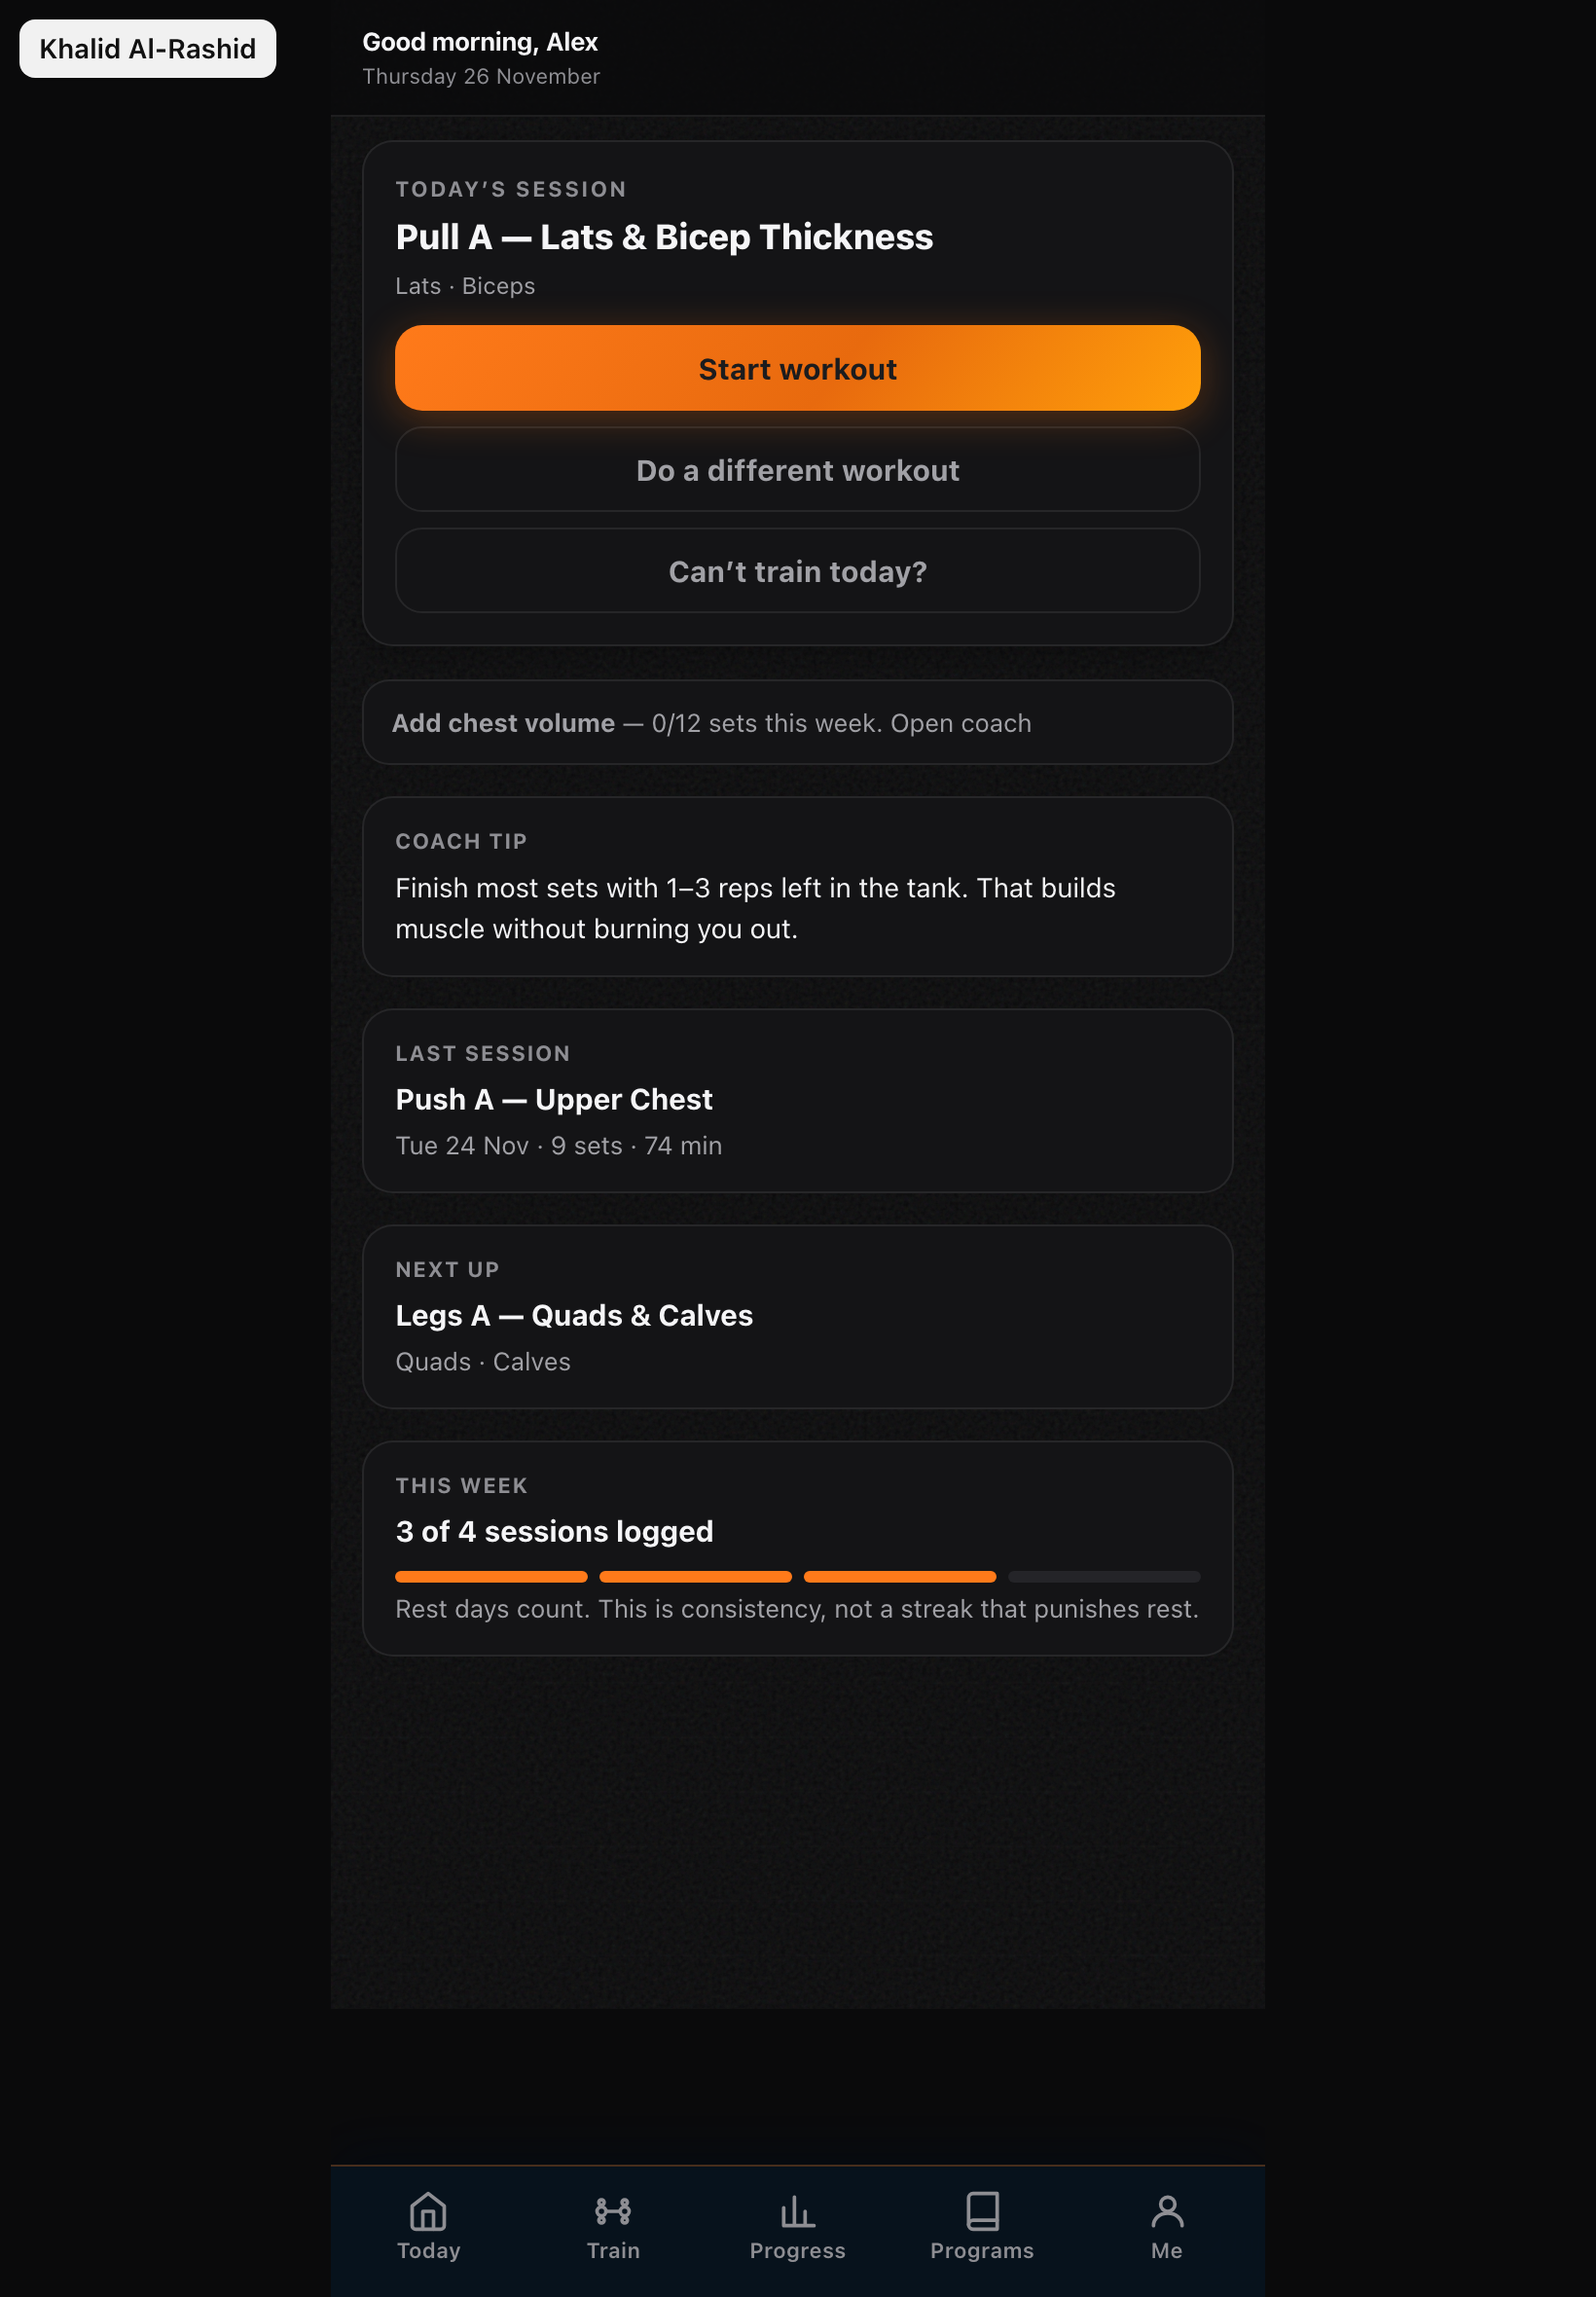 Khalid Al-Rashid
Good morning, Alex
Thursday 26 November
TODAY’S SESSION
Pull A — Lats & Bicep Thickness
Lats · Biceps
Start workout
Do a different workout
Can’t train today?
Add chest volume — 0/12 sets this week. Open coach
COACH TIP
Finish most sets with 1–3 reps left in the tank. That builds
muscle without burning you out.
LAST SESSION
Push A — Upper Chest
Tue 24 Nov · 9 sets · 74 min
NEXT UP
Legs A — Quads & Calves
Quads · Calves
THIS WEEK
3 of 4 sessions logged
Rest days count. This is consistency, not a streak that punishes rest.
Today
Train
Progress
Programs
Me